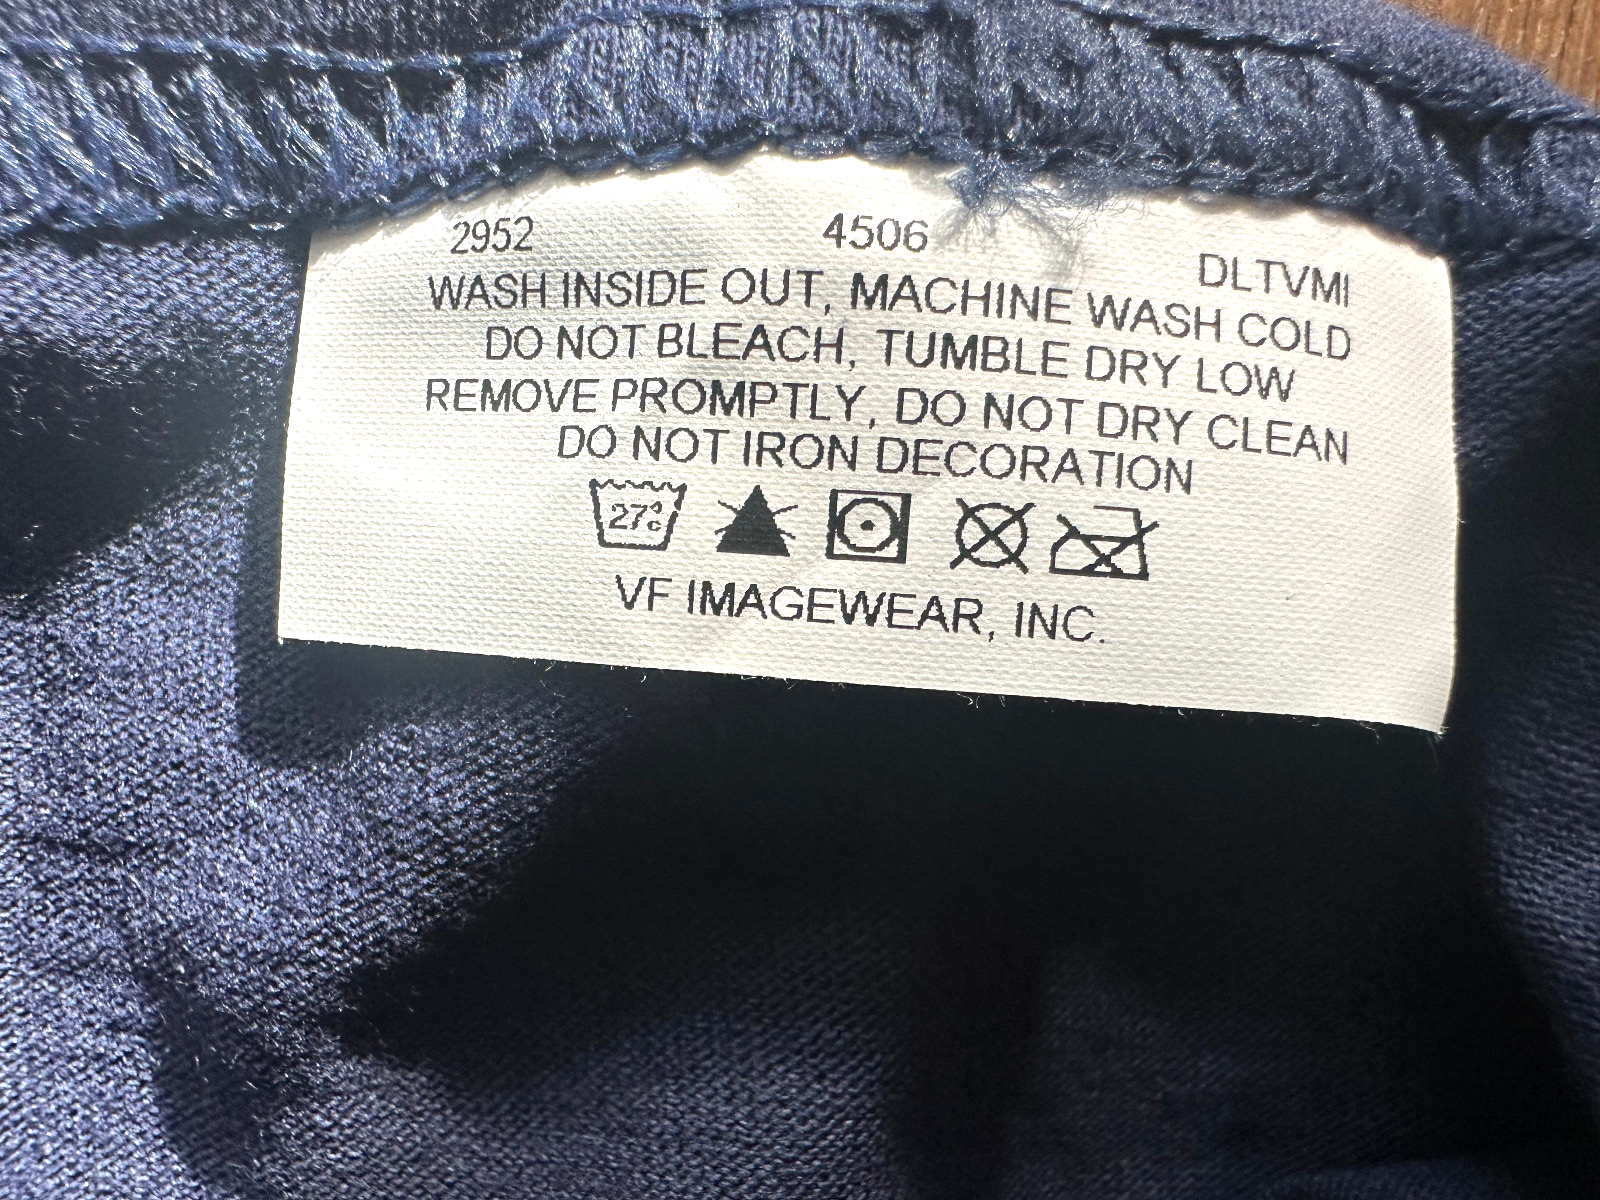 2952 4506 DLTVMI
WASH INSIDE OUT, MACHINE WASH COLD
DO NOT BLEACH, TUMBLE DRY LOW
REMOVE PROMPTLY, DO NOT DRY CLEAN
DO NOT IRON DECORATION
27°c
VF IMAGEWEAR, INC.